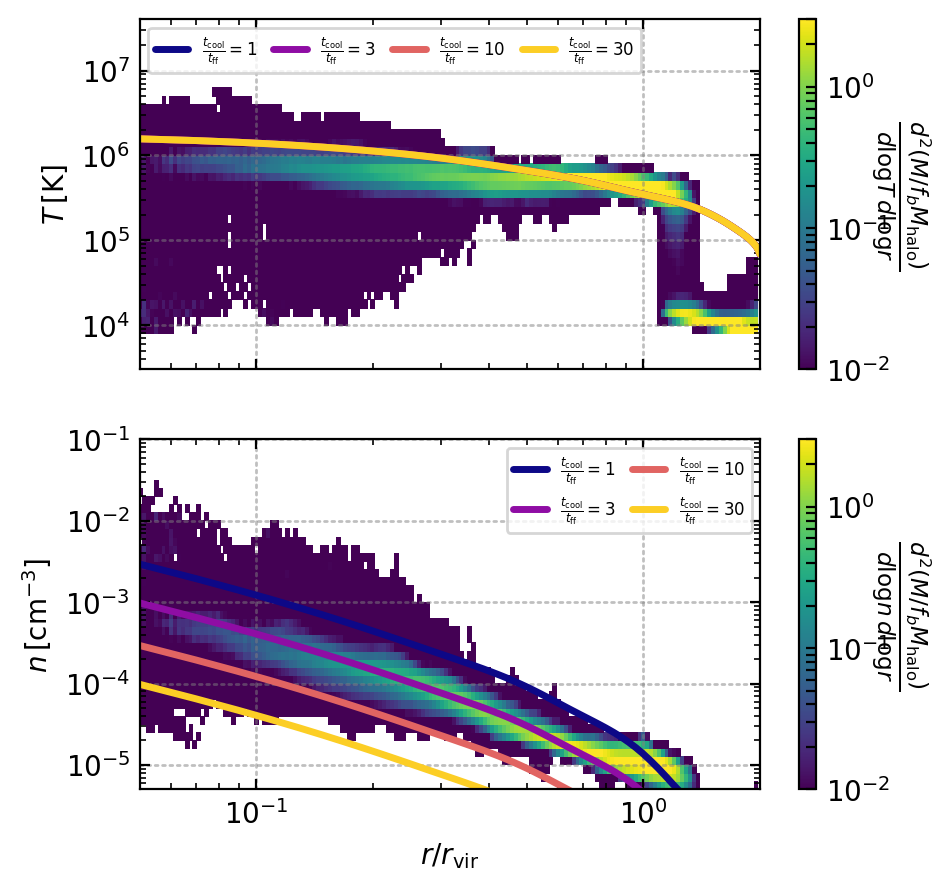 t_cool/t_ff = 1 t_cool/t_ff = 3 t_cool/t_ff = 10 t_cool/t_ff = 30
10^7
10^6
10^5
10^4
T [K]
10^0
10^-1
10^-2
d^2(M/f_b M_hallo)
dlogT dlogr
t_cool/t_ff = 1 t_cool/t_ff = 10
t_cool/t_ff = 3 t_cool/t_ff = 30
10^-1
10^-2
10^-3
10^-4
10^-5
n [cm^-3]
10^-1 10^0
r/r_vir
10^0
10^-1
10^-2
d^2(M/f_b M_hallo)
dlogn dlogr